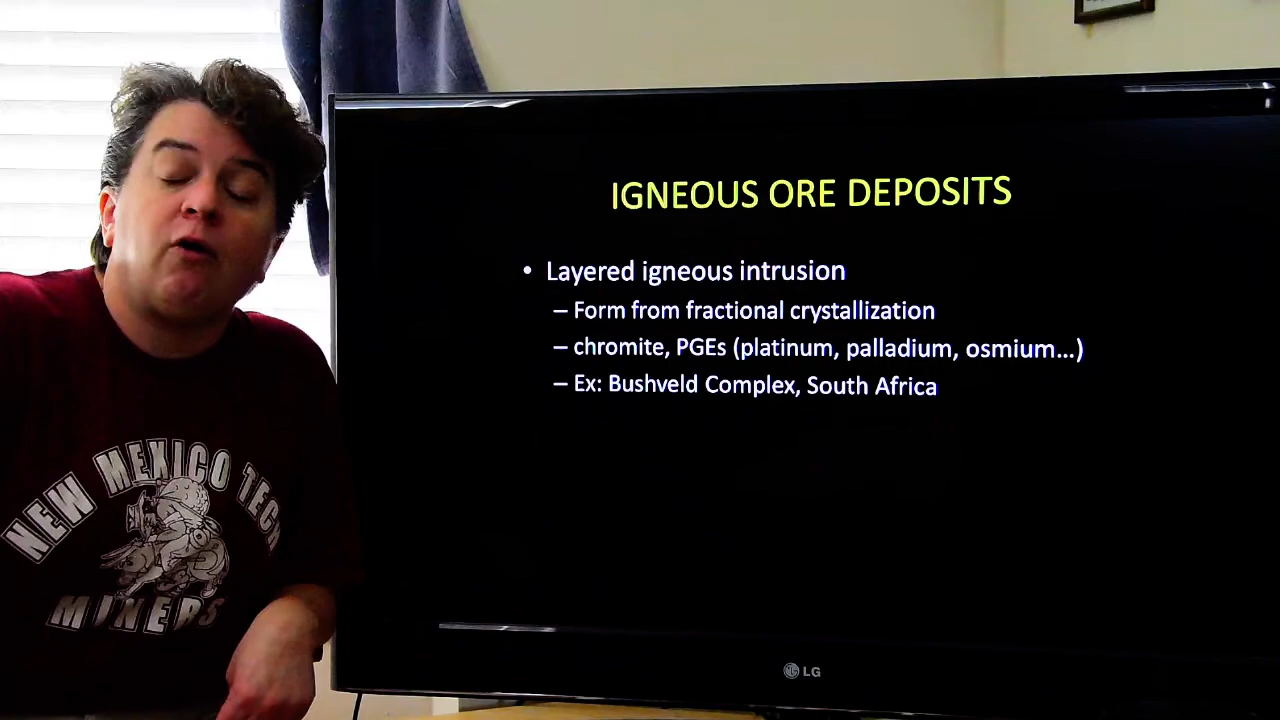 IGNEOUS ORE DEPOSITS
• Layered igneous intrusion
– Form from fractional crystallization
– chromite, PGEs (platinum, palladium, osmium...)
– Ex: Bushveld Complex, South Africa
NEW MEXICO TECH
MINERS
LG